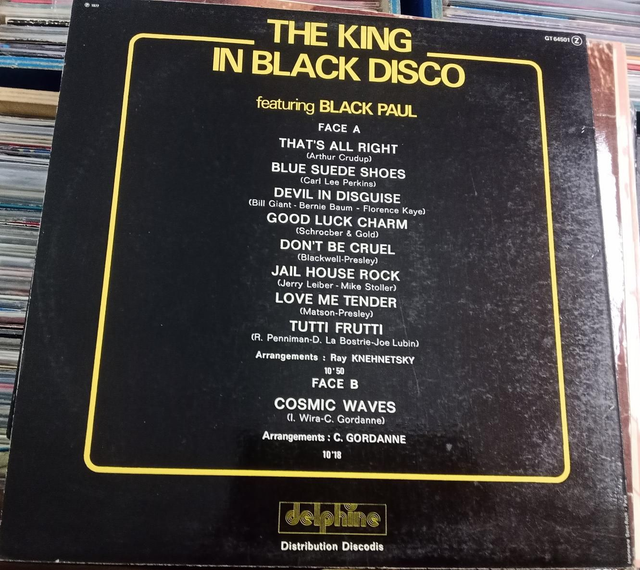 ℗ 1977
GT 64501 Z
THE KING
IN BLACK DISCO
featuring BLACK PAUL
FACE A
THAT'S ALL RIGHT
(Arthur Crudup)
BLUE SUEDE SHOES
(Carl Lee Perkins)
DEVIL IN DISGUISE
(Bill Giant - Bernie Baum - Florence Kaye)
GOOD LUCK CHARM
(Schrocber & Gold)
DON'T BE CRUEL
(Blackwell-Presley)
JAIL HOUSE ROCK
(Jerry Leiber - Mike Stoller)
LOVE ME TENDER
(Matson-Presley)
TUTTI FRUTTI
(R. Penniman-D. La Bostrie-Joe Lubin)
Arrangements : Ray KNEHNETSKY
10'50
FACE B
COSMIC WAVES
(I. Wira-C. Gordanne)
Arrangements : C. GORDANNE
10'18
delphine
Distribution Discodis